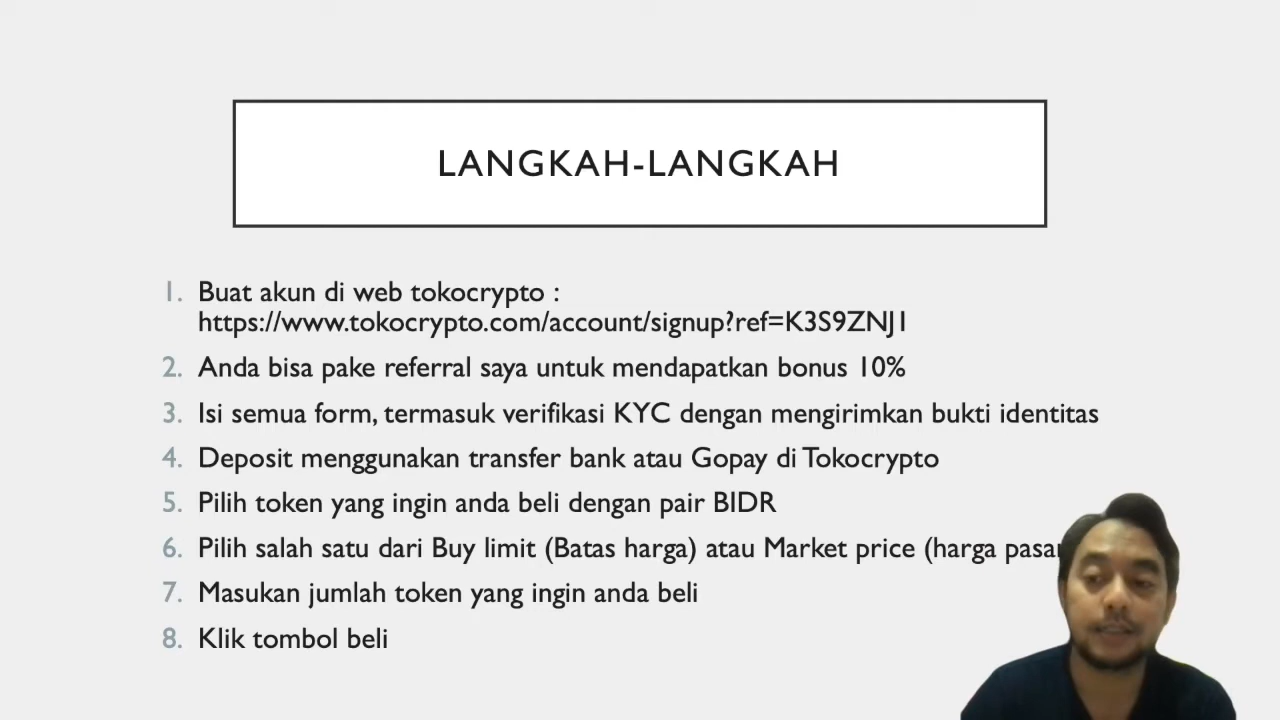 LANGKAH-LANGKAH
1. Buat akun di web tokocrypto :
https://www.tokocrypto.com/account/signup?ref=K3S9ZNJ1
2. Anda bisa pake referral saya untuk mendapatkan bonus 10%
3. Isi semua form, termasuk verifikasi KYC dengan mengirimkan bukti identitas
4. Deposit menggunakan transfer bank atau Gopay di Tokocrypto
5. Pilih token yang ingin anda beli dengan pair BIDR
6. Pilih salah satu dari Buy limit (Batas harga) atau Market price (harga
7. Masukan jumlah token yang ingin anda beli
8. Klik tombol beli